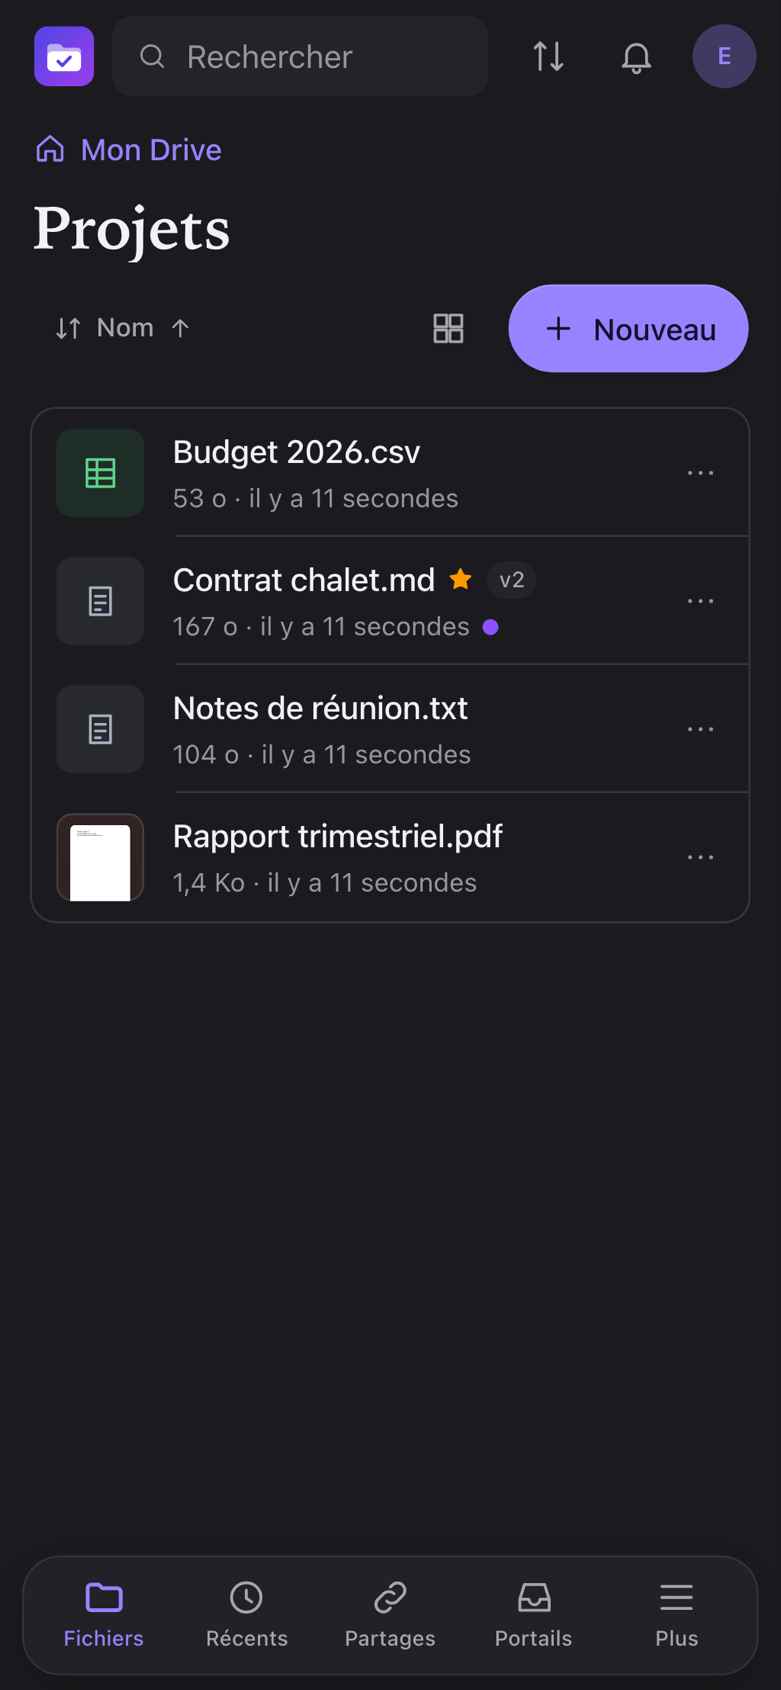 Rechercher
E
Mon Drive
Projets
Nom
Nouveau
Budget 2026.csv
53 o · il y a 11 secondes
Contrat chalet.md v2
167 o · il y a 11 secondes
Notes de réunion.txt
104 o · il y a 11 secondes
Rapport trimestriel.pdf
1,4 Ko · il y a 11 secondes
Fichiers
Récents
Partages
Portails
Plus